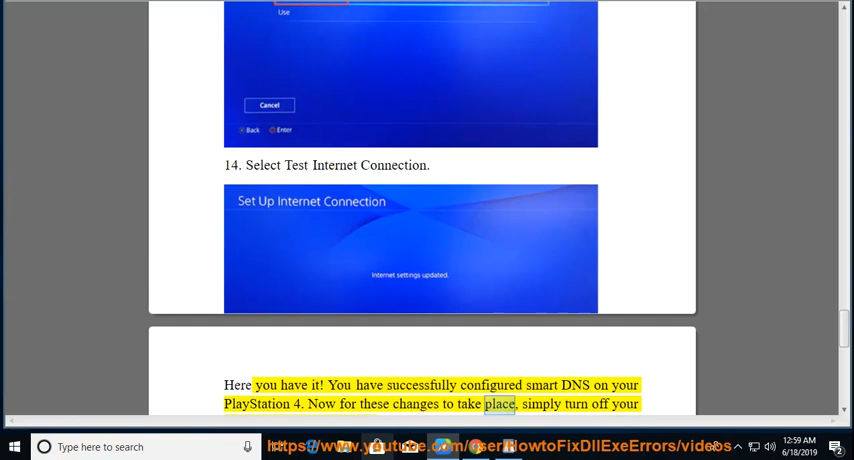 Use
Cancel
Back Enter
14. Select Test Internet Connection.
Set Up Internet Connection
Internet settings updated.
Here you have it! You have successfully configured smart DNS on your
PlayStation 4. Now for these changes to take place, simply turn off your
Type here to search
https://www.youtube.com/user/HowtoFixDllExeErrors/videos
12:59 AM
6/18/2019
2